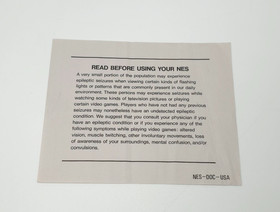 READ BEFORE USING YOUR NES
A very small portion of the population may experience
epileptic seizures when viewing certain kinds of flashing
lights or patterns that are commonly present in our daily
environment. These persons may experience seizures while
watching some kinds of television pictures or playing
certain video games. Players who have not had any previous
seizures may nonetheless have an undetected epileptic
condition. We suggest that you consult your physician if you
have an epileptic condition or if you experience any of the
following symptoms while playing video games: altered
vision, muscle twitching, other involuntary movements, loss
of awareness of your surroundings, mental confusion, and/or
convulsions.
NES-DOC-USA